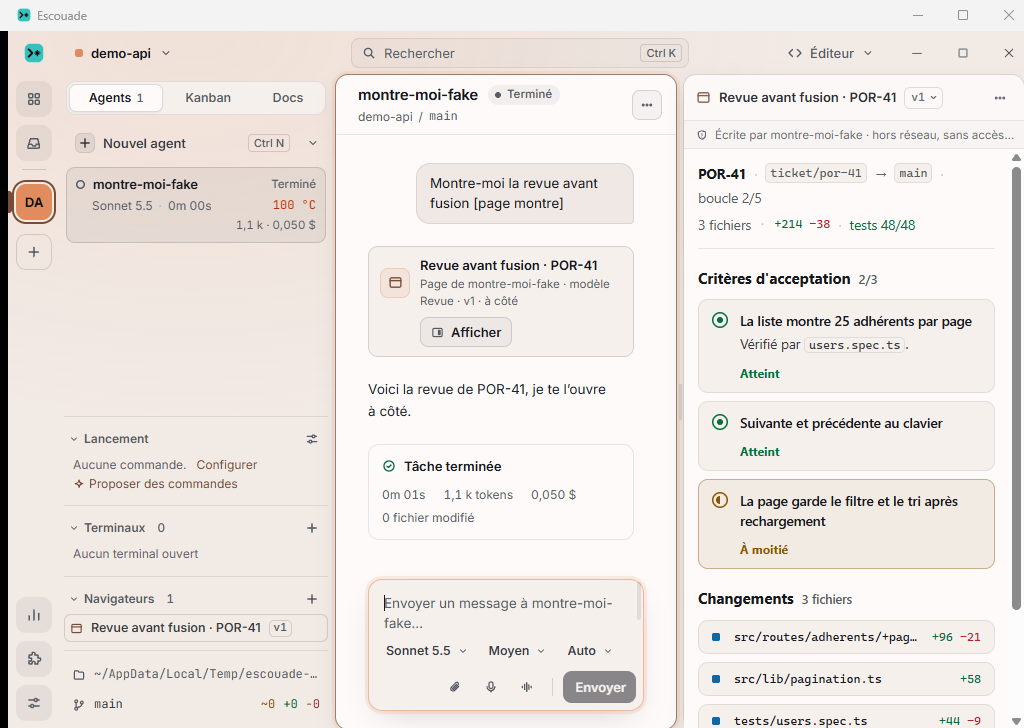 Escouade
demo-api
Rechercher
Ctrl K
Éditeur
Agents 1
Kanban
Docs
Nouvel agent
Ctrl N
DA
montre-moi-fake
Terminé
Sonnet 5.5 · 0m 00s
100 °C
1,1 k · 0,050 $
Lancement
Aucune commande. Configurer
Proposer des commandes
Terminaux 0
Aucun terminal ouvert
Navigateurs 1
Revue avant fusion · POR-41 v1
~/AppData/Local/Temp/escouade-…
main
~0 +0 -0
montre-moi-fake
Terminé
demo-api / main
Montre-moi la revue avant
fusion [page montre]
Revue avant fusion · POR-41
Page de montre-moi-fake · modèle
Revue · v1 · à côté
Afficher
Voici la revue de POR-41, je te l'ouvre
à côté.
Tâche terminée
0m 01s 1,1 k tokens 0,050 $
0 fichier modifié
Envoyer un message à montre-moi-
fake…
Sonnet 5.5
Moyen
Auto
Envoyer
Revue avant fusion · POR-41
v1
Écrite par montre-moi-fake · hors réseau, sans accès…
POR-41 · ticket/por-41 → main ·
boucle 2/5
3 fichiers · +214 −38 · tests 48/48
Critères d'acceptation 2/3
La liste montre 25 adhérents par page
Vérifié par users.spec.ts.
Atteint
Suivante et précédente au clavier
Atteint
La page garde le filtre et le tri après
rechargement
À moitié
Changements 3 fichiers
src/routes/adherents/+pag… +96 −21
src/lib/pagination.ts +58
tests/users.spec.ts +44 −9